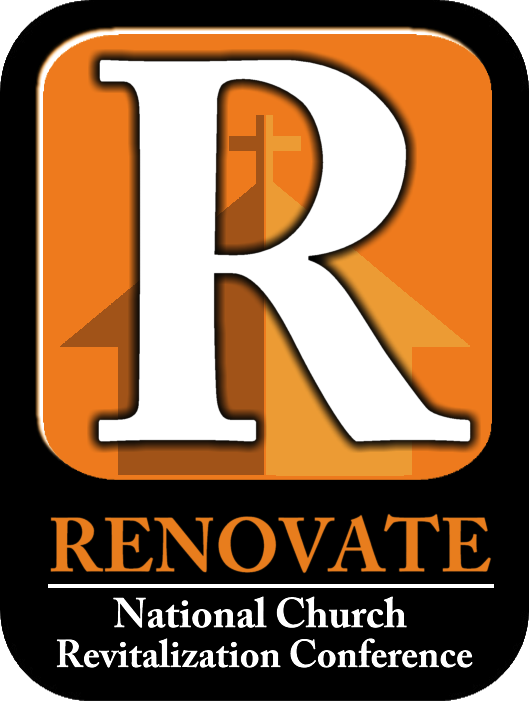 R
RENOVATE
National Church
Revitalization Conference